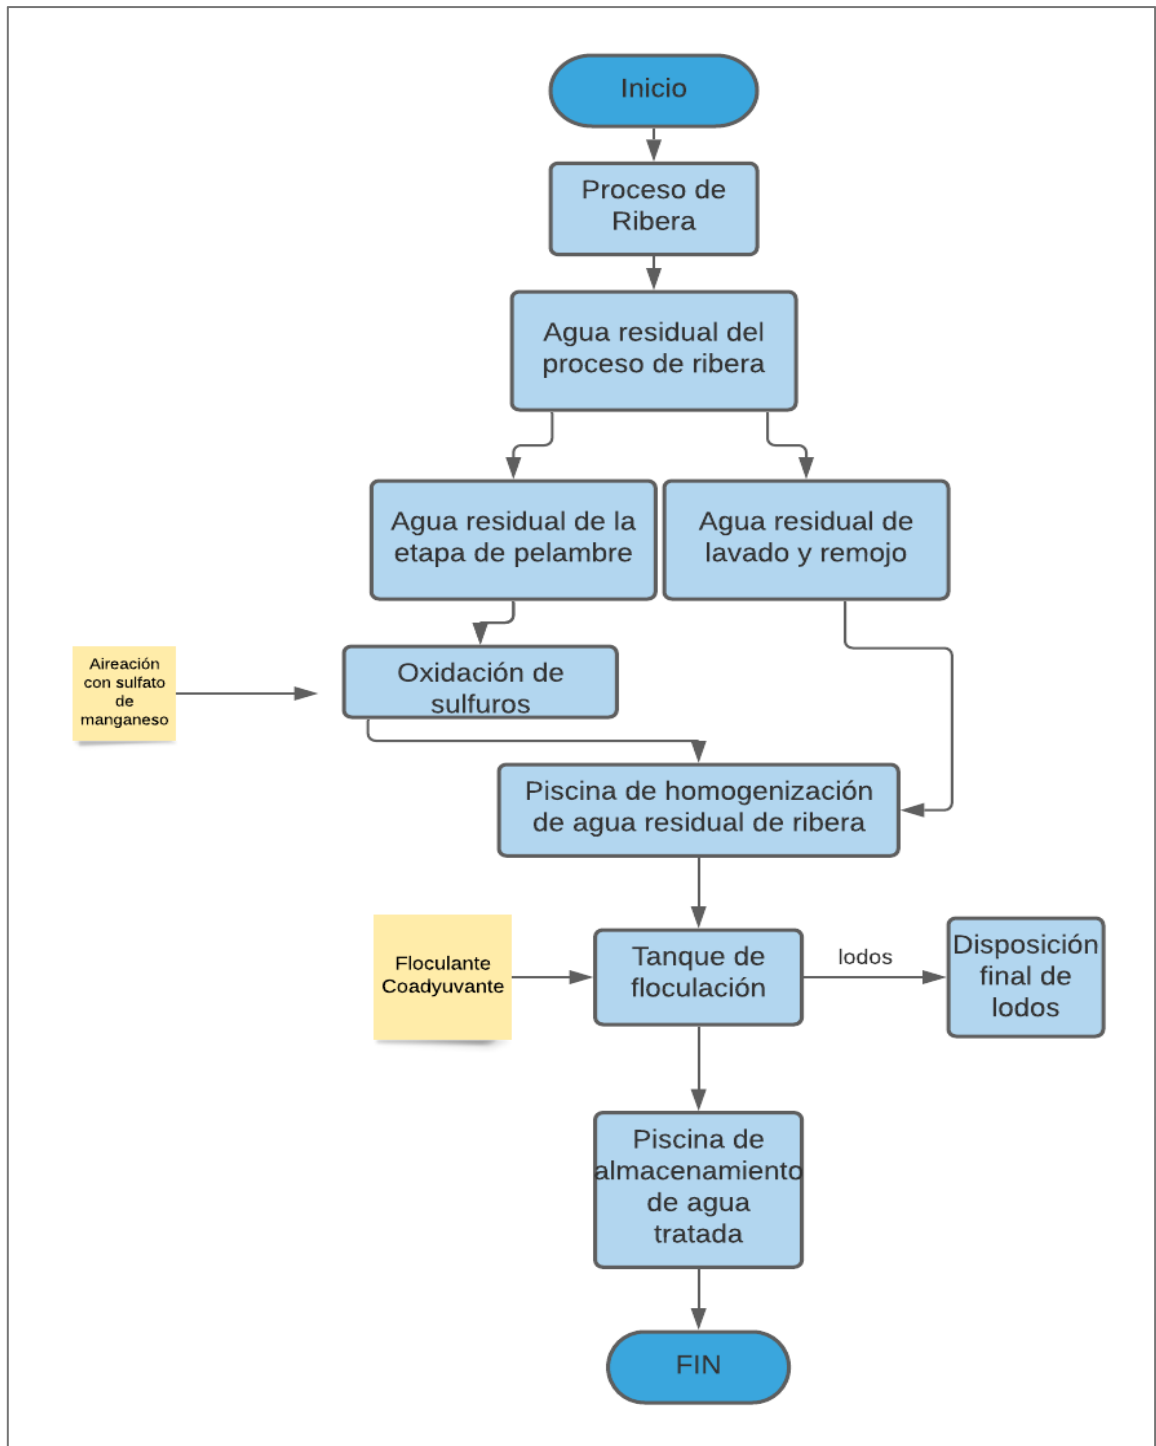 Inicio
Proceso de
Ribera
Agua residual del
proceso de ribera
Agua residual de la
etapa de pelambre
Agua residual de
lavado y remojo
Aireación
con sulfato
de
manganeso
Oxidación de
sulfuros
Piscina de homogenización
de agua residual de ribera
Floculante
Coadyuvante
Tanque de
floculación
lodos
Disposición
final de
lodos
Piscina de
almacenamiento
de agua
tratada
FIN